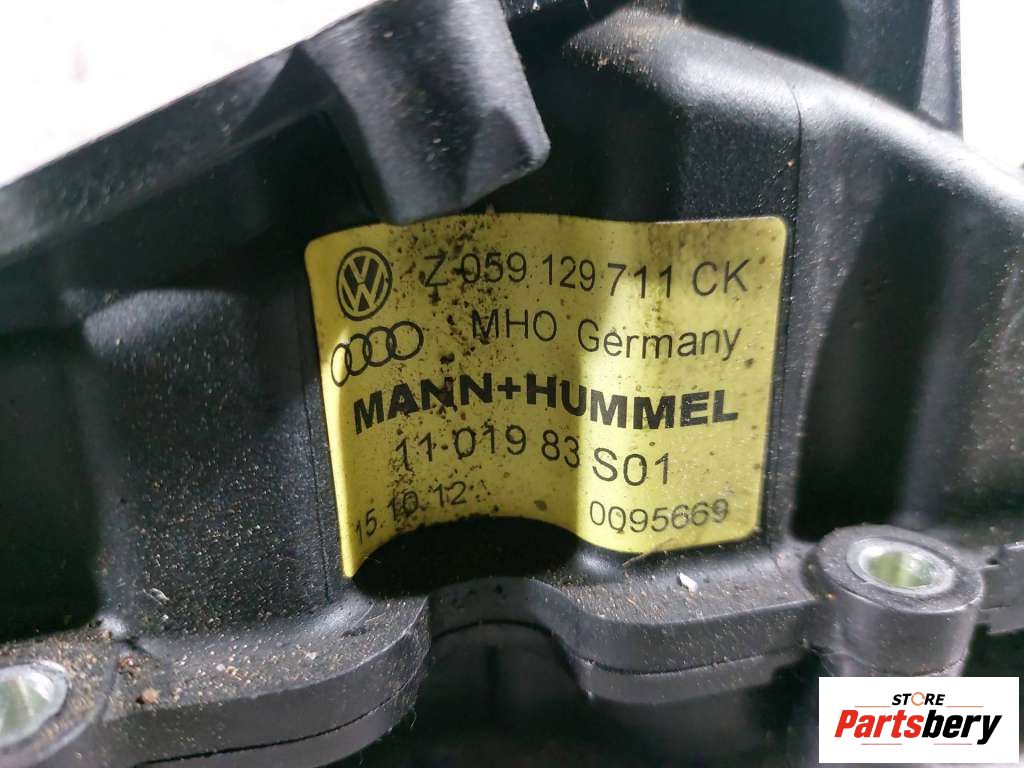 Z 059 129 711 CK
MHO Germany
MANN+HUMMEL
11 019 83 S01
15.10.12 0095669
STORE
Partsbery